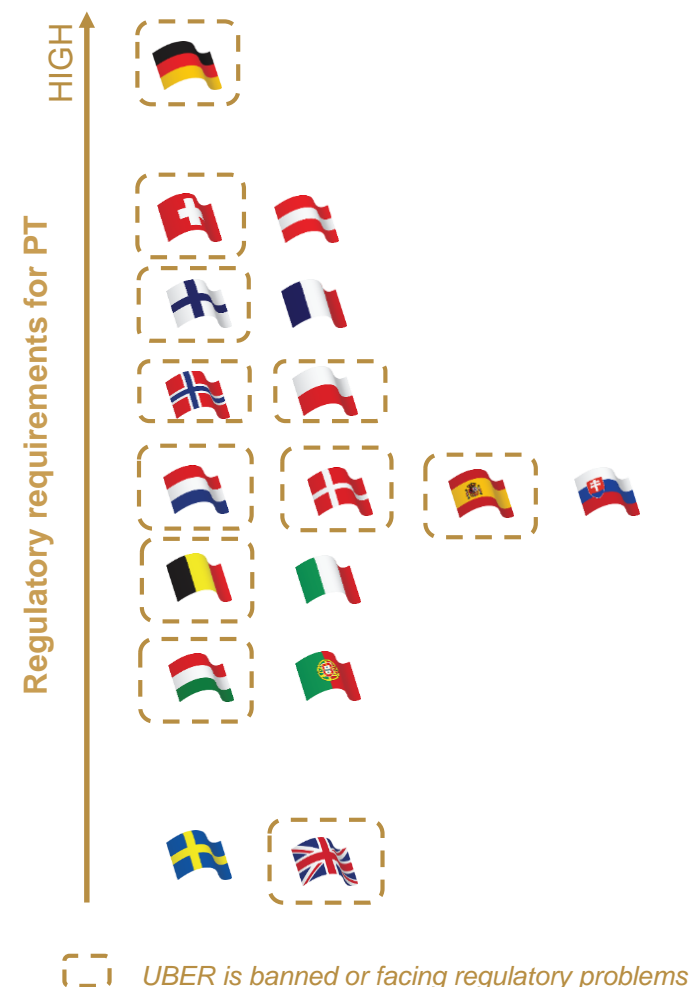 HIGH
Regulatory requirements for PT
UBER is banned or facing regulatory problems